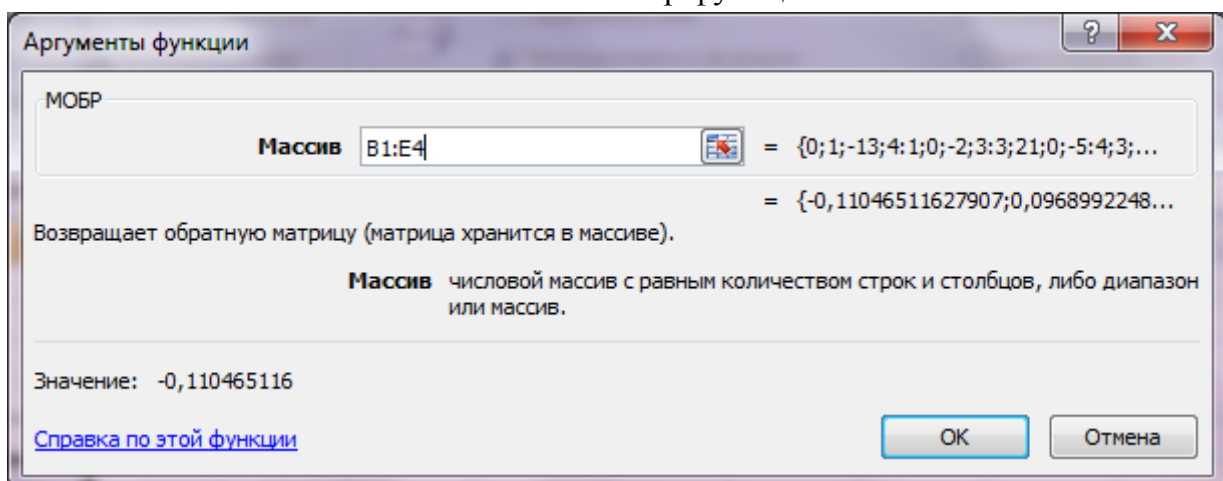 Аргументы функции
МОБР
Массив B1:E4 = {0;1;-13;4:1;0;-2;3:3;21;0;-5:4;3;...
= {-0,11046511627907;0,0968992248...
Возвращает обратную матрицу (матрица хранится в массиве).
Массив числовой массив с равным количеством строк и столбцов, либо диапазон
или массив.
Значение: -0,110465116
Справка по этой функции
ОК Отмена